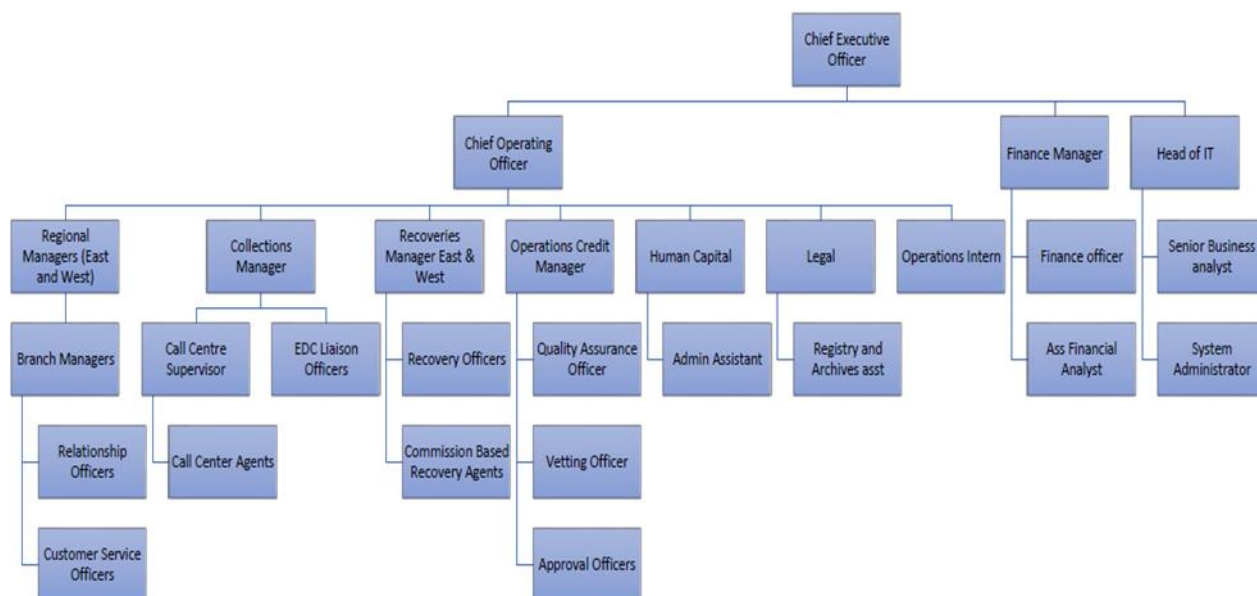 Chief Executive
Officer
Chief Operating
Officer
Finance Manager
Head of IT
Regional
Managers (East
and West)
Collections
Manager
Recoveries
Manager East &
West
Operations Credit
Manager
Human Capital
Legal
Operations Intern
Finance officer
Senior Business
analyst
Branch Managers
Call Centre
Supervisor
EDC Liaison
Officers
Recovery Officers
Quality Assurance
Officer
Admin Assistant
Registry and
Archives asst
Ass Financial
Analyst
System
Administrator
Relationship
Officers
Call Center Agents
Commission Based
Recovery Agents
Vetting Officer
Customer Service
Officers
Approval Officers